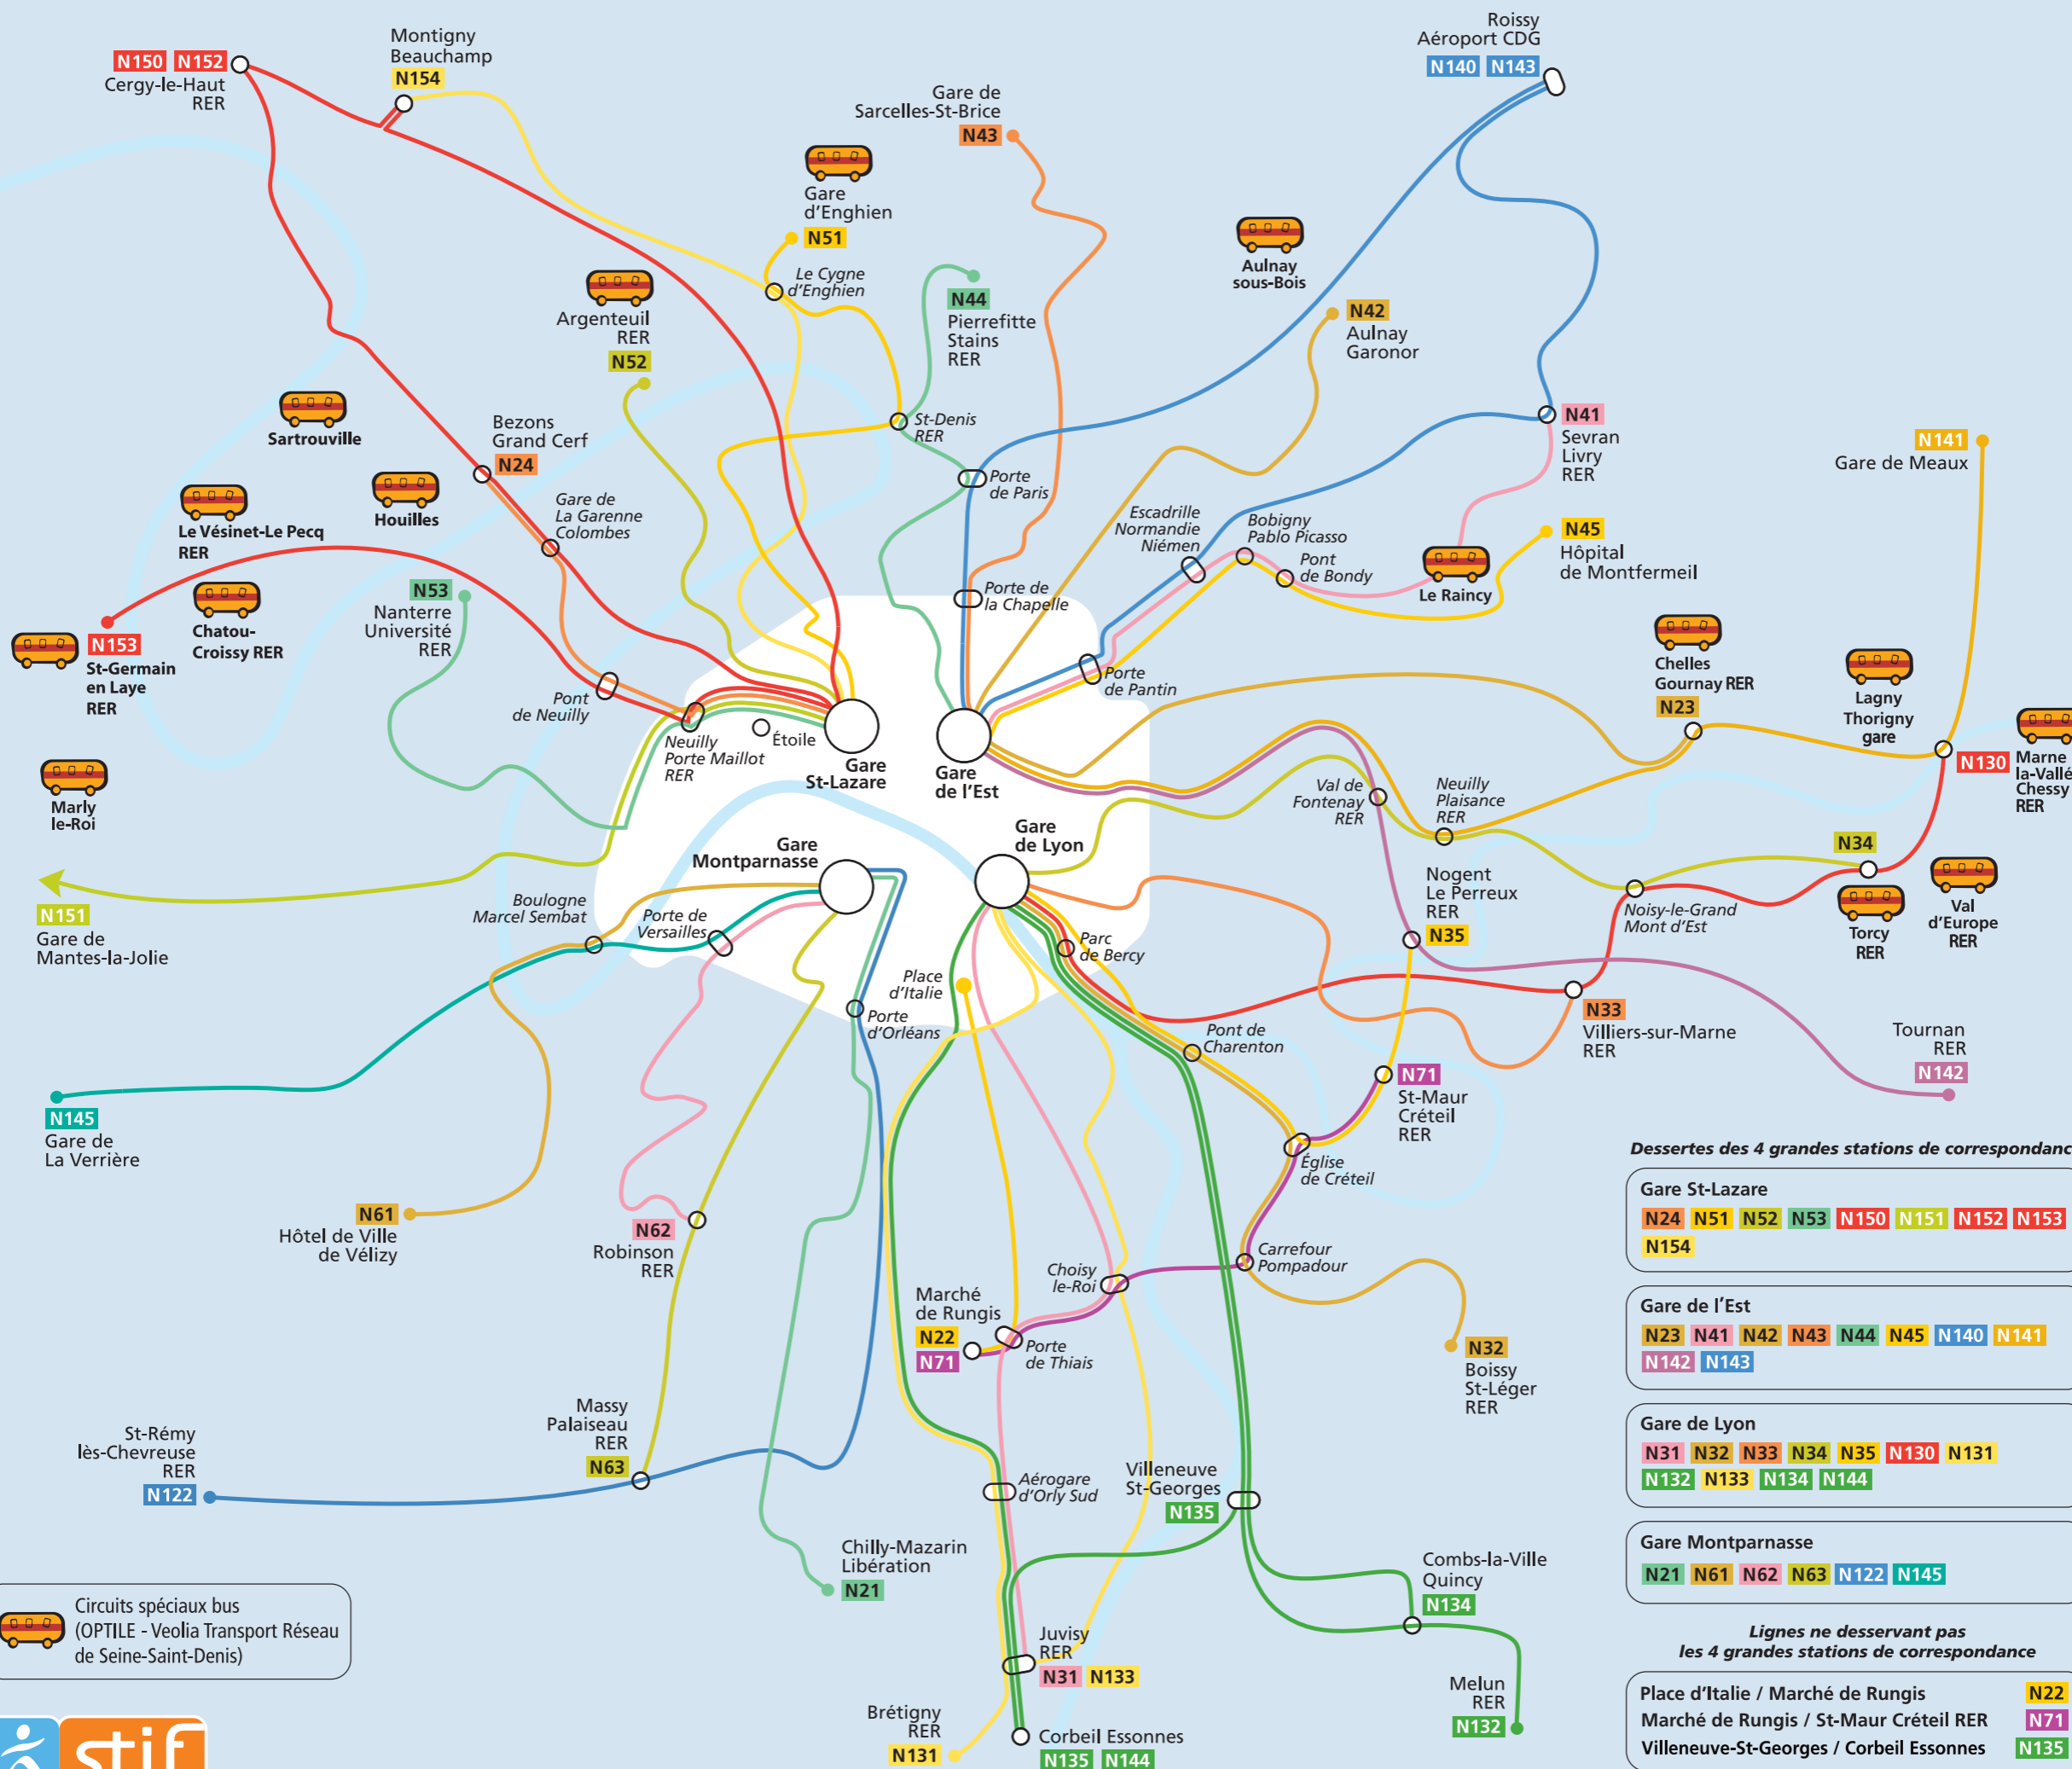 Roissy
Aéroport CDG
N140 N143
N150 N152
Cergy-le-Haut
RER
Montigny
Beauchamp
N154
Gare de
Sarcelles-St-Brice
N43
Gare
d'Enghien
N51
Le Cygne
d'Enghien
Aulnay
sous-Bois
N44
Pierrefitte
Stains
RER
Argenteuil
RER
N52
N42
Aulnay
Garonor
Sartrouville
Bezons
Grand Cerf
N24
St-Denis
RER
N41
Sevran
Livry
RER
N141
Gare de Meaux
Le Vésinet-Le Pecq
RER
Houilles
Gare de
La Garenne
Colombes
Porte
de Paris
Escadrille
Normandie
Niémen
Bobigny
Pablo Picasso
Pont
de Bondy
N45
Hôpital
de Montfermeil
Le Raincy
N53
Nanterre
Université
RER
Porte de
la Chapelle
Chatou-
Croissy RER
N153
St-Germain
en Laye
RER
Pont
de Neuilly
Neuilly
Porte Maillot
RER
Étoile
Gare
St-Lazare
Gare
de l'Est
Porte
de Pantin
Chelles
Gournay RER
N23
Lagny
Thorigny
gare
N130
Marne
la-Vallé
Chessy
RER
Marly
le-Roi
Val de
Fontenay
RER
Neuilly
Plaisance
RER
Gare
Montparnasse
Gare
de Lyon
N34
Torcy
RER
Val
d'Europe
RER
Noisy-le-Grand
Mont d'Est
N151
Gare de
Mantes-la-Jolie
Boulogne
Marcel Sembat
Porte de
Versailles
Nogent
Le Perreux
RER
N35
Parc
de Bercy
Place
d'Italie
Porte
d'Orléans
Pont de
Charenton
N33
Villiers-sur-Marne
RER
Tournan
RER
N142
N71
St-Maur
Créteil
RER
N145
Gare de
La Verrière
Église
de Créteil
N61
Hôtel de Ville
de Vélizy
N62
Robinson
RER
Choisy
le-Roi
Carrefour
Pompadour
Marché
de Rungis
N22
N71
Porte
de Thiais
N32
Boissy
St-Léger
RER
St-Rémy
lès-Chevreuse
RER
N122
Massy
Palaiseau
RER
N63
Aérogare
d'Orly Sud
Villeneuve
St-Georges
N135
Chilly-Mazarin
Libération
N21
Combs-la-Ville
Quincy
N134
Juvisy
RER
N31 N133
Melun
RER
N132
Brétigny
RER
N131
Corbeil Essonnes
N135 N144
Circuits spéciaux bus
(OPTILE - Veolia Transport Réseau
de Seine-Saint-Denis)
stif
Dessertes des 4 grandes stations de correspondanc
Gare St-Lazare
N24 N51 N52 N53 N150 N151 N152 N153
N154
Gare de l'Est
N23 N41 N42 N43 N44 N45 N140 N141
N142 N143
Gare de Lyon
N31 N32 N33 N34 N35 N130 N131
N132 N133 N134 N144
Gare Montparnasse
N21 N61 N62 N63 N122 N145
Lignes ne desservant pas
les 4 grandes stations de correspondance
Place d'Italie / Marché de Rungis N22
Marché de Rungis / St-Maur Créteil RER N71
Villeneuve-St-Georges / Corbeil Essonnes N135